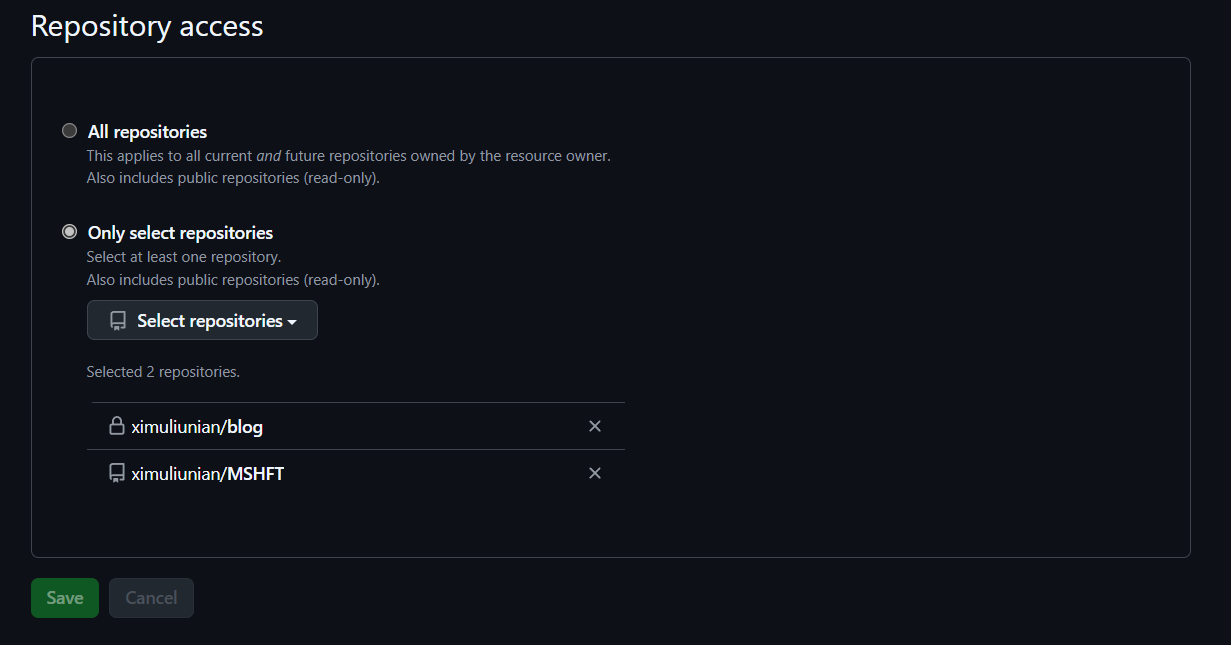 Repository access
All repositories
This applies to all current and future repositories owned by the resource owner.
Also includes public repositories (read-only).
Only select repositories
Select at least one repository.
Also includes public repositories (read-only).
Select repositories
Selected 2 repositories.
ximuliunian/blog
ximuliunian/MSHFT
Save Cancel